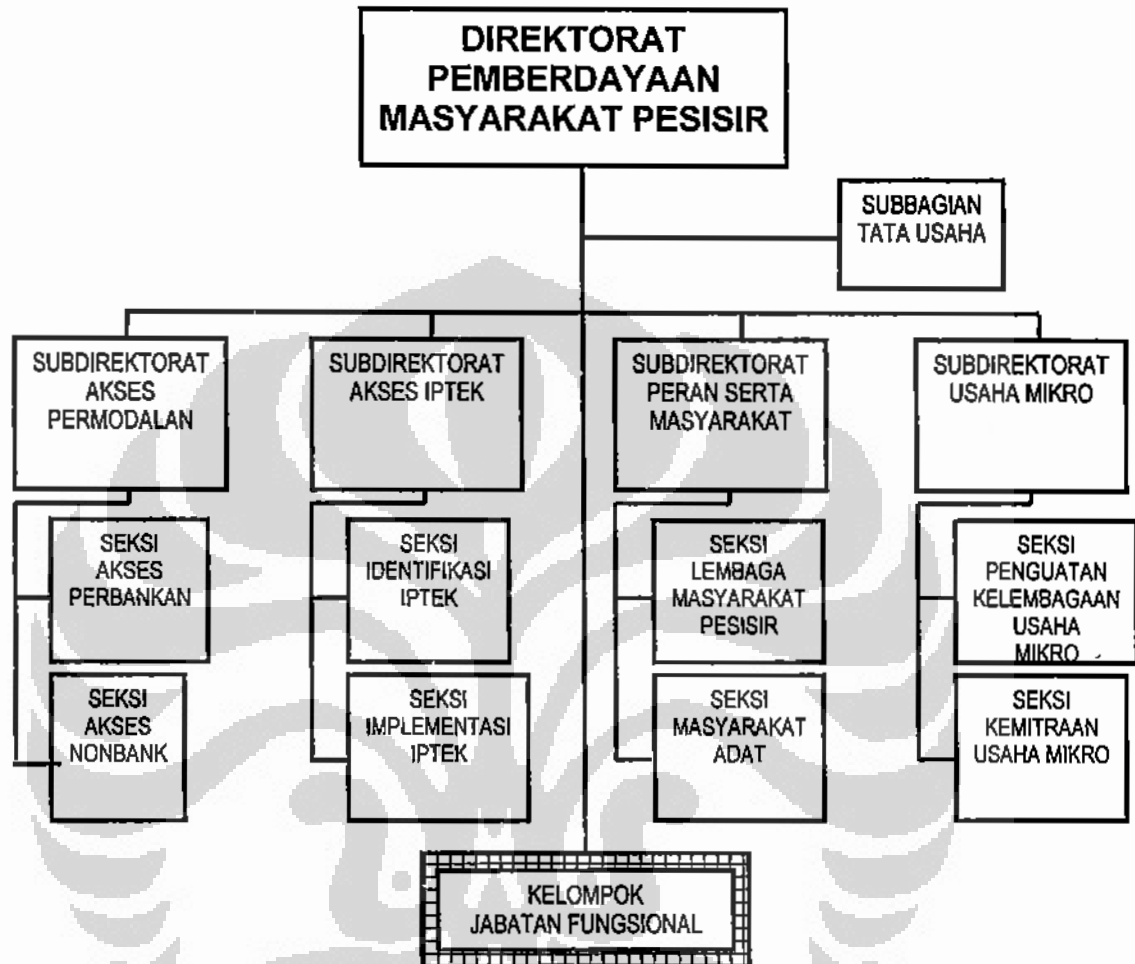 DIREKTORAT
PEMBERDAYAAN
MASYARAKAT PESISIR
SUBBAGIAN
TATA USAHA
SUBDIREKTORAT
AKSES
PERMODALAN
SUBDIREKTORAT
AKSES IPTEK
SUBDIREKTORAT
PERAN SERTA
MASYARAKAT
SUBDIREKTORAT
USAHA MIKRO
SEKSI
AKSES
PERBANKAN
SEKSI
IDENTIFIKASI
IPTEK
SEKSI
LEMBAGA
MASYARAKAT
PESISIR
SEKSI
PENGUATAN
KELEMBAGAAN
USAHA
MIKRO
SEKSI
AKSES
NONBANK
SEKSI
IMPLEMENTASI
IPTEK
SEKSI
MASYARAKAT
ADAT
SEKSI
KEMITRAAN
USAHA MIKRO
KELOMPOK
JABATAN FUNGSIONAL